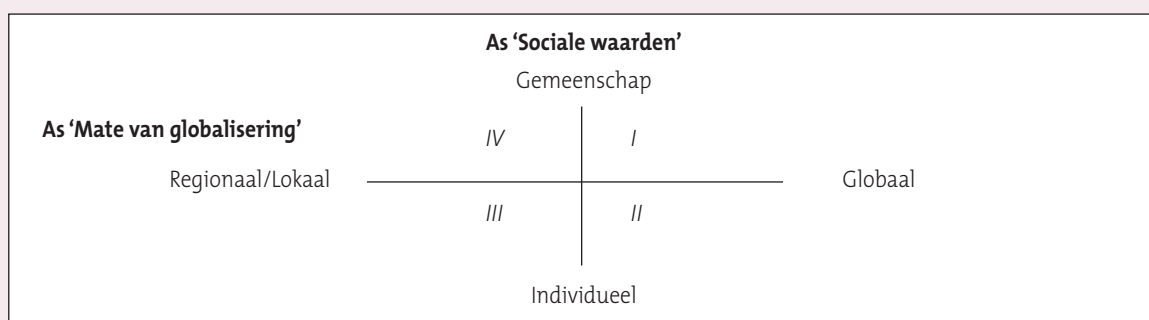 As ‘Sociale waarden’
Gemeenschap
As ‘Mate van globalisering’
IV I
Regionaal/Lokaal Globaal
III II
Individueel